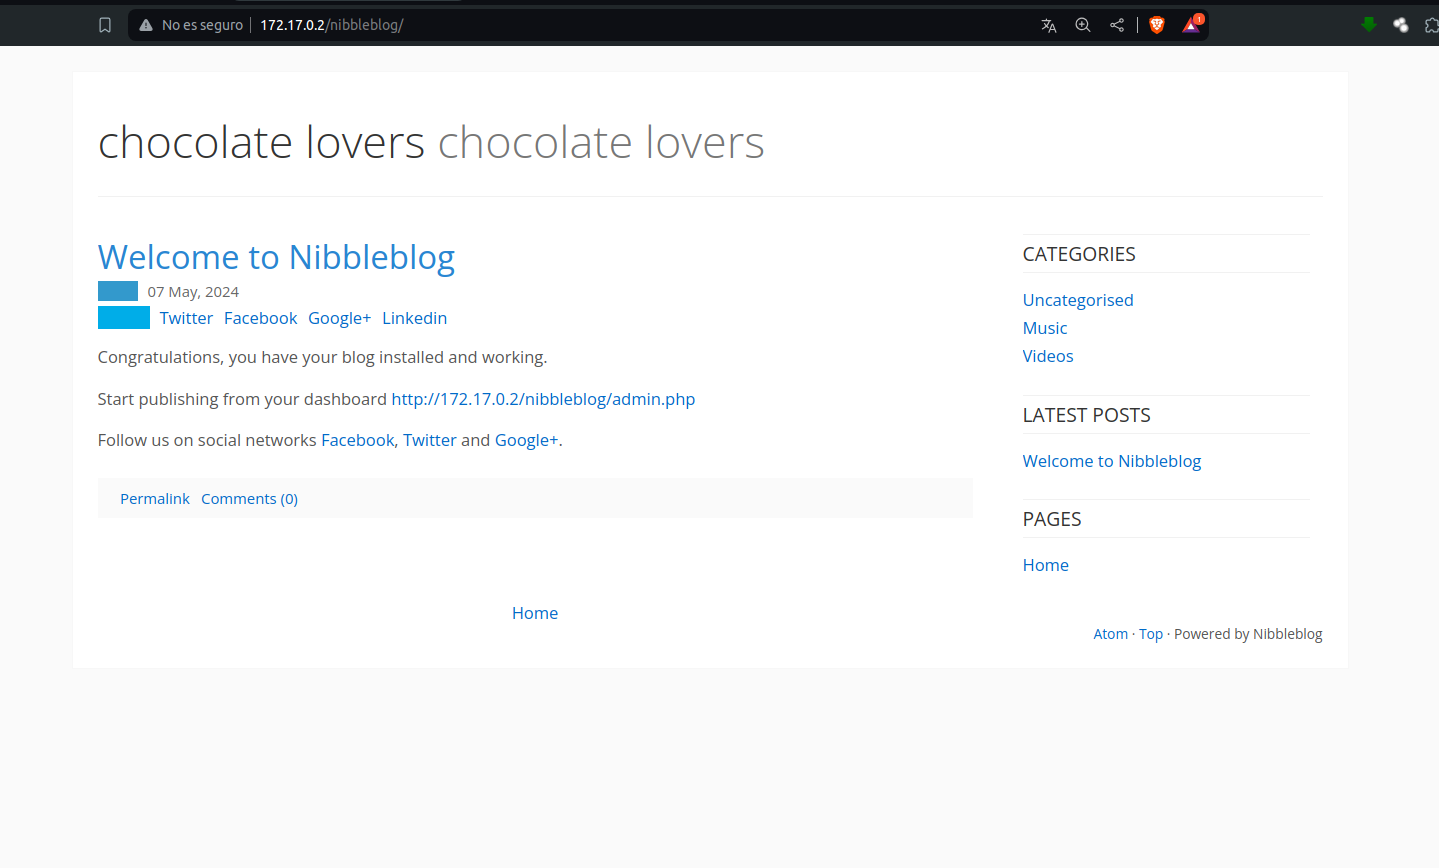 No es seguro 172.17.0.2/nibbleblog/
1
chocolate lovers chocolate lovers
Welcome to Nibbleblog
07 May, 2024
Twitter Facebook Google+ Linkedin
Congratulations, you have your blog installed and working.
Start publishing from your dashboard http://172.17.0.2/nibbleblog/admin.php
Follow us on social networks Facebook, Twitter and Google+.
Permalink Comments (0)
Home
CATEGORIES
Uncategorised
Music
Videos
LATEST POSTS
Welcome to Nibbleblog
PAGES
Home
Atom · Top · Powered by Nibbleblog